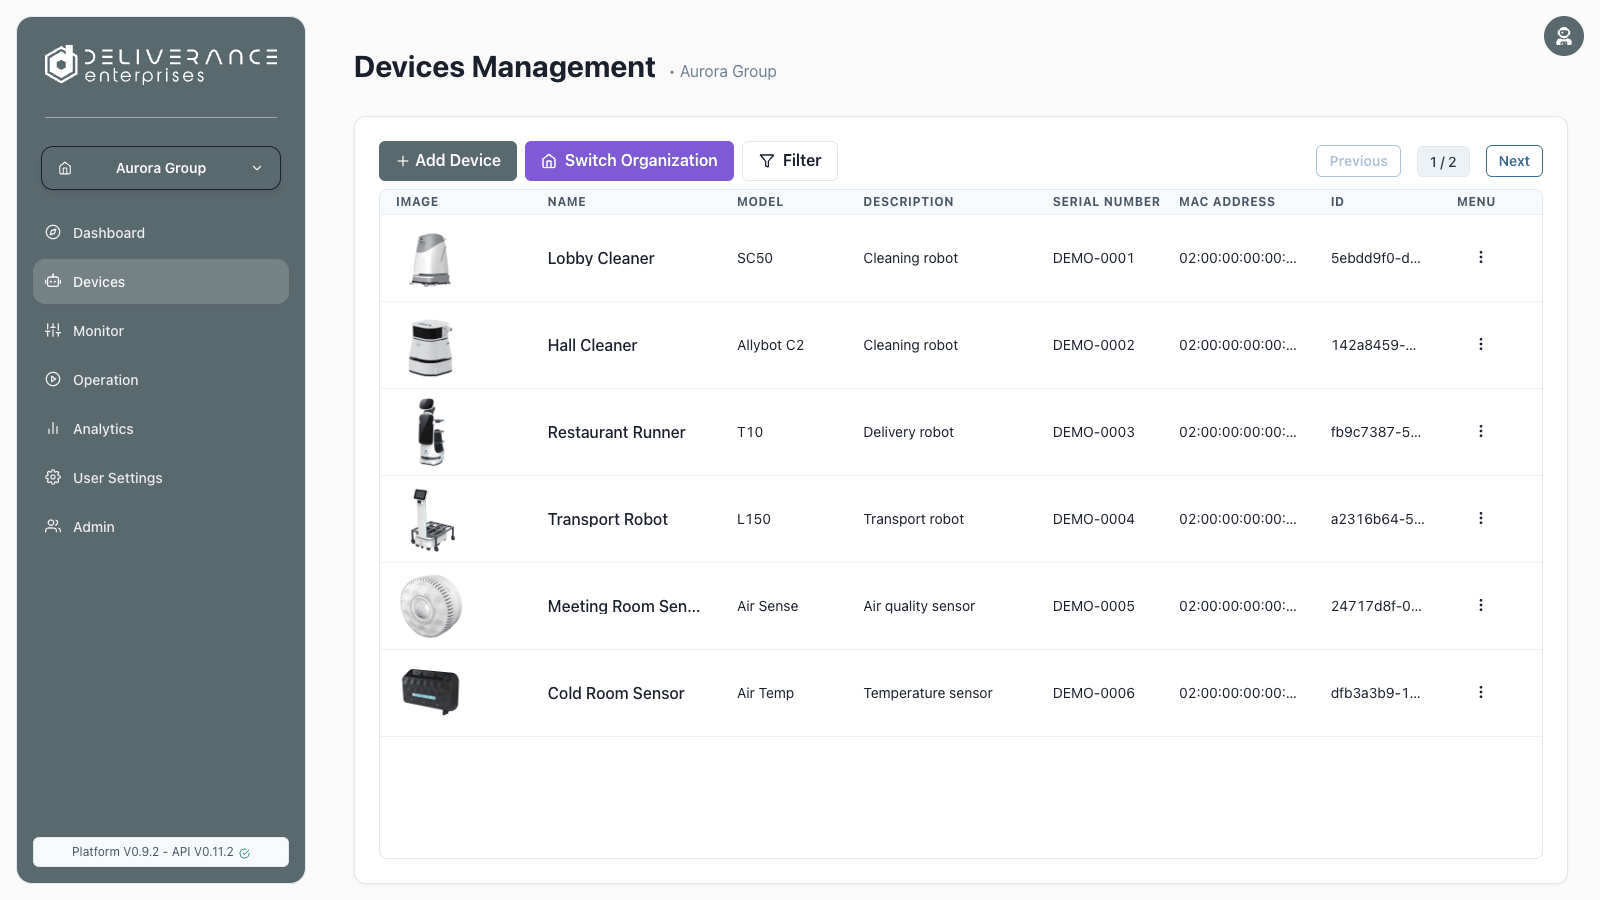 DELIVERANCE
enterprises
Aurora Group
Dashboard
Devices
Monitor
Operation
Analytics
User Settings
Admin
Platform V0.9.2 - API V0.11.2
Devices Management • Aurora Group
+ Add Device Switch Organization Filter Previous 1 / 2 Next
IMAGE NAME MODEL DESCRIPTION SERIAL NUMBER MAC ADDRESS ID MENU
Lobby Cleaner SC50 Cleaning robot DEMO-0001 02:00:00:00:00:... 5ebdd9f0-d...
Hall Cleaner Allybot C2 Cleaning robot DEMO-0002 02:00:00:00:00:... 142a8459-...
Restaurant Runner T10 Delivery robot DEMO-0003 02:00:00:00:00:... fb9c7387-5...
Transport Robot L150 Transport robot DEMO-0004 02:00:00:00:00:... a2316b64-5...
Meeting Room Sen... Air Sense Air quality sensor DEMO-0005 02:00:00:00:00:... 24717d8f-0...
Cold Room Sensor Air Temp Temperature sensor DEMO-0006 02:00:00:00:00:... dfb3a3b9-1...